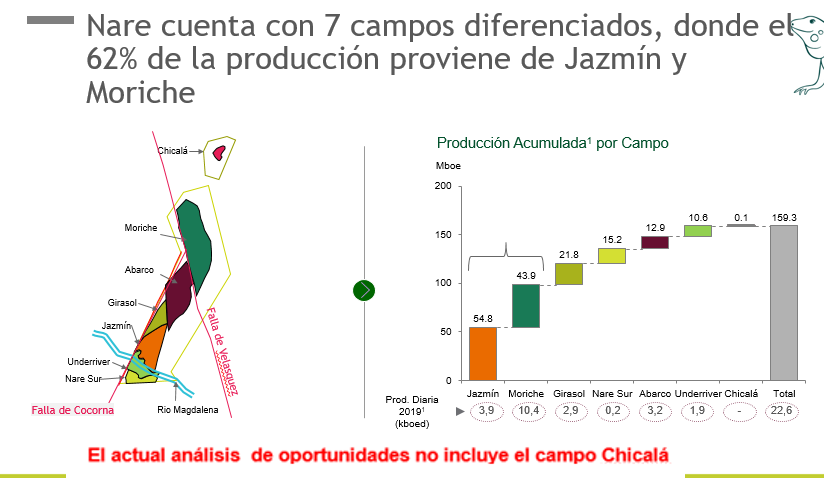 Nare cuenta con 7 campos diferenciados, donde el
62% de la producción proviene de Jazmín y
Moriche
Chicalá
Moriche
Abarco
Girasol
Jazmín
Underriver
Nare Sur
Falla de Cocorna
Rio Magdalena
Falla de Velasquez
Producción Acumulada¹ por Campo
Mboe
200
150
100
50
0
54.8
43.9
21.8
15.2
12.9
10.6
0.1
159.3
Jazmín Moriche Girasol Nare Sur Abarco Underriver Chicalá Total
Prod. Diaria
2019¹
(kboed)
3,9 10,4 2,9 0,2 3,2 1,9 - 22,6
El actual análisis de oportunidades no incluye el campo Chicalá